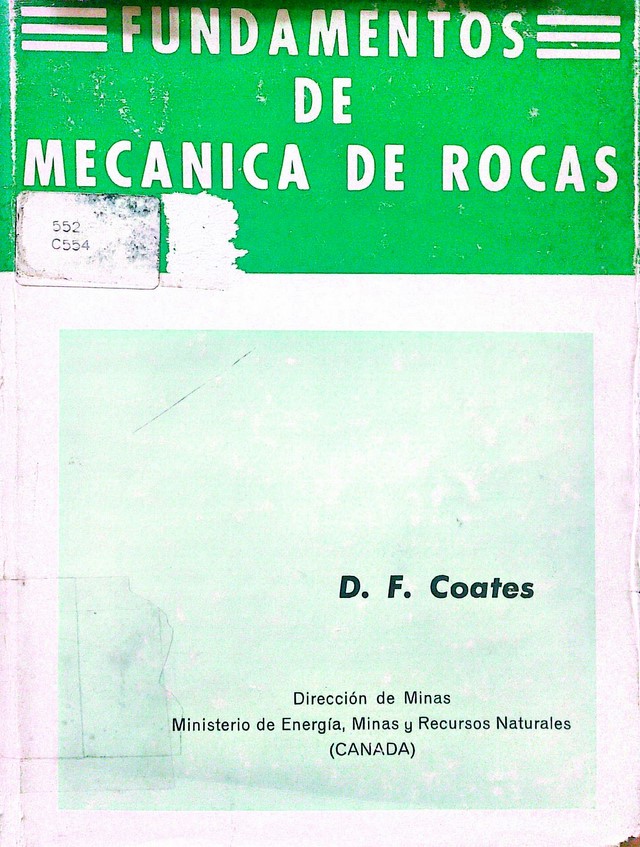 FUNDAMENTOS
DE
MECANICA DE ROCAS
552
C554
D. F. Coates
Dirección de Minas
Ministerio de Energía, Minas y Recursos Naturales
(CANADA)